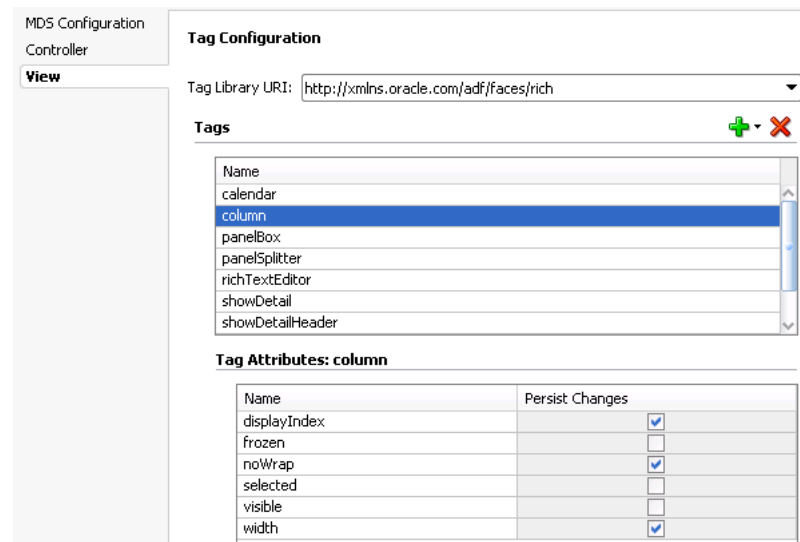 MDS Configuration
Controller
View
Tag Configuration
Tag Library URI: http://xmlns.oracle.com/adf/faces/rich
Tags
Name
calendar
column
panelBox
panelSplitter
richTextEditor
showDetail
showDetailHeader
Tag Attributes: column
Name Persist Changes
displayIndex
frozen
noWrap
selected
visible
width